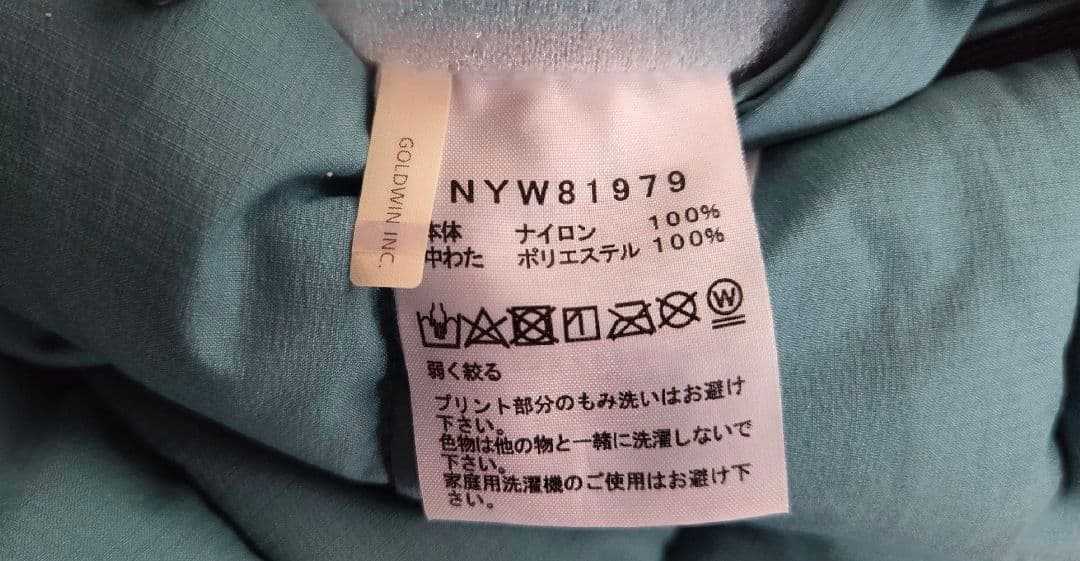 GOLDWIN INC.
NYW81979
本体 ナイロン 100%
中わた ポリエステル 100%
W
弱く絞る
プリント部分のもみ洗いはお避け
下さい。
色物は他の物と一緒に洗濯しないで
下さい。
家庭用洗濯機のご使用はお避け下
さい。